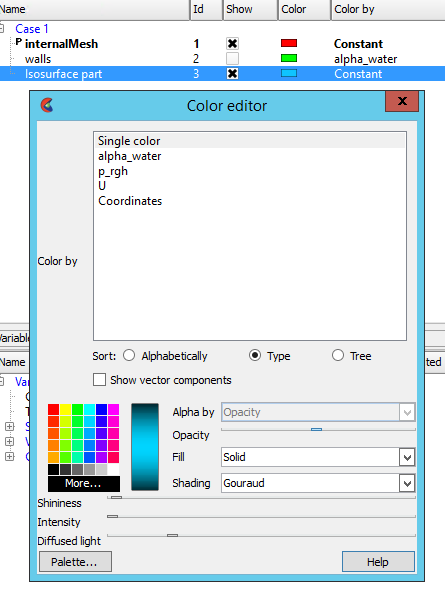 Name Id Show Color Color by
Case 1
P internalMesh 1 Constant
walls 2 alpha_water
Isosurface part 3 Constant
Color editor
Single color
alpha_water
p_rgh
U
Coordinates
Color by
Variable
Sort: Alphabetically Type Tree
Name ted
Show vector components
Alpha by Opacity
Opacity
Fill Solid
More...
Shading Gouraud
Shininess
Intensity
Diffused light
Palette... Help